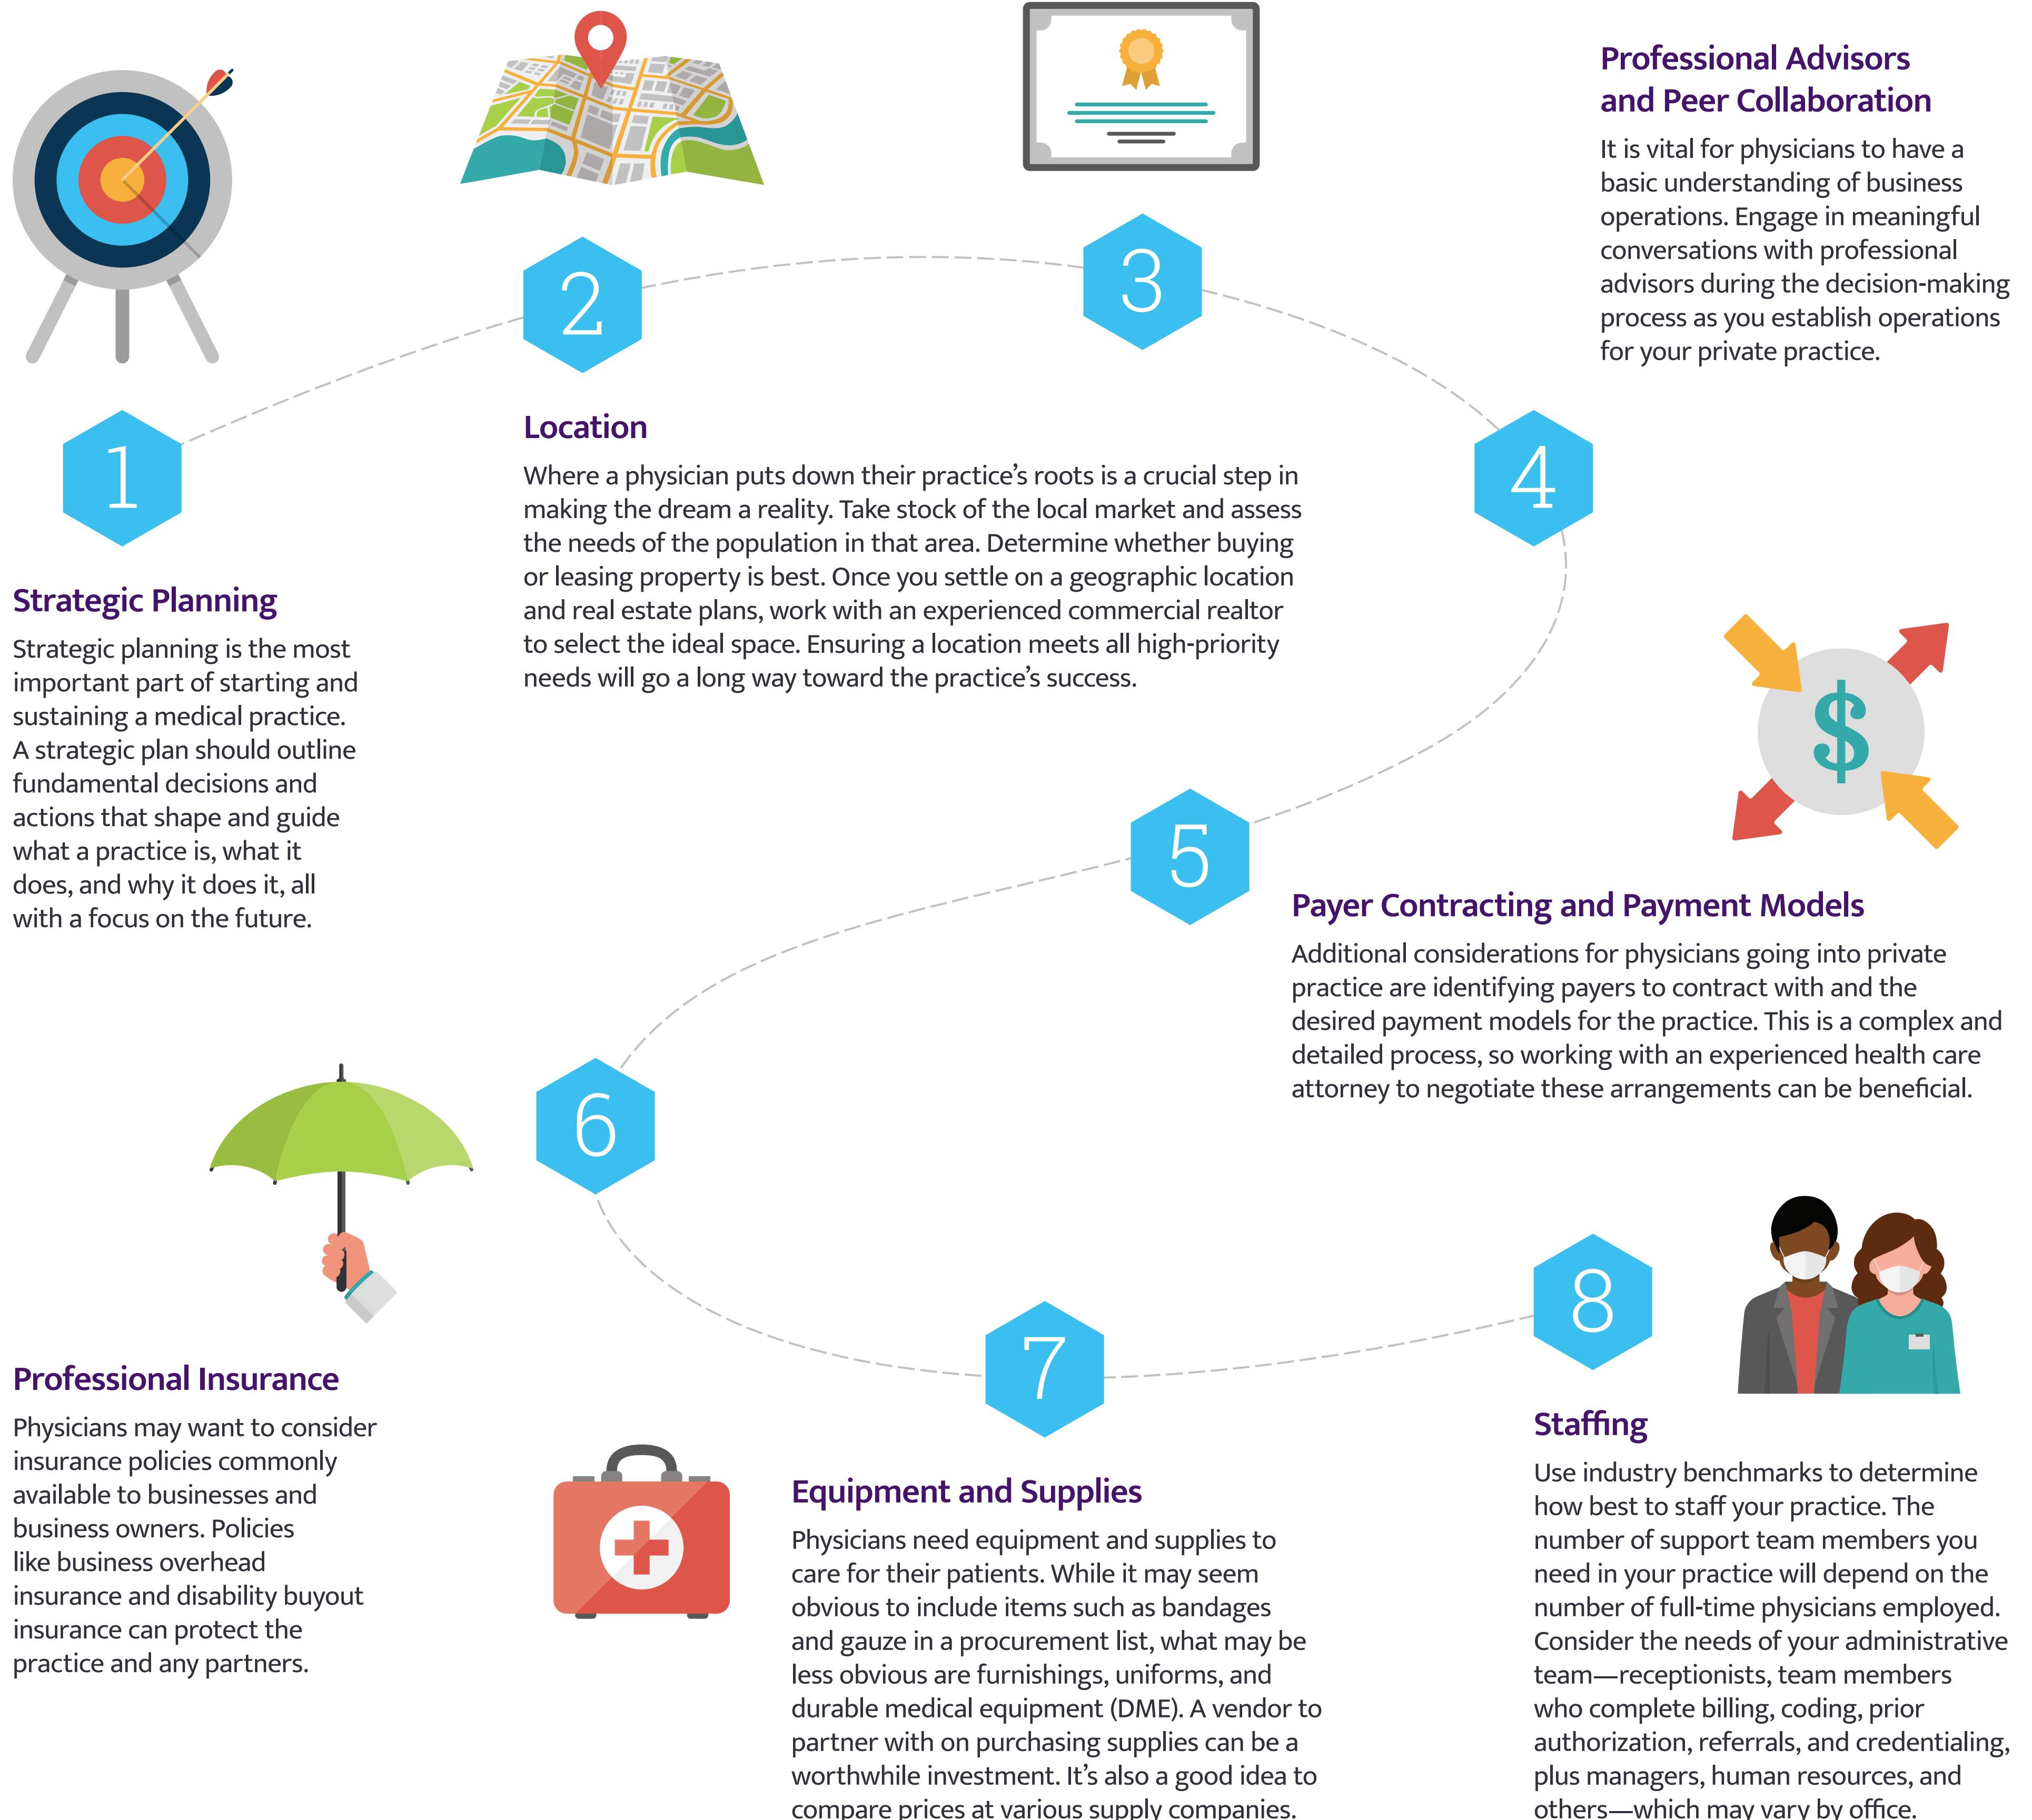 1
Strategic Planning
Strategic planning is the most
important part of starting and
sustaining a medical practice.
A strategic plan should outline
fundamental decisions and
actions that shape and guide
what a practice is, what it
does, and why it does it, all
with a focus on the future.
2
Location
Where a physician puts down their practice’s roots is a crucial step in
making the dream a reality. Take stock of the local market and assess
the needs of the population in that area. Determine whether buying
or leasing property is best. Once you settle on a geographic location
and real estate plans, work with an experienced commercial realtor
to select the ideal space. Ensuring a location meets all high-priority
needs will go a long way toward the practice’s success.
3
Professional Advisors
and Peer Collaboration
It is vital for physicians to have a
basic understanding of business
operations. Engage in meaningful
conversations with professional
advisors during the decision-making
process as you establish operations
for your private practice.
4
$
5
Payer Contracting and Payment Models
Additional considerations for physicians going into private
practice are identifying payers to contract with and the
desired payment models for the practice. This is a complex and
detailed process, so working with an experienced health care
attorney to negotiate these arrangements can be beneficial.
6
Professional Insurance
Physicians may want to consider
insurance policies commonly
available to businesses and
business owners. Policies
like business overhead
insurance and disability buyout
insurance can protect the
practice and any partners.
7
Equipment and Supplies
Physicians need equipment and supplies to
care for their patients. While it may seem
obvious to include items such as bandages
and gauze in a procurement list, what may be
less obvious are furnishings, uniforms, and
durable medical equipment (DME). A vendor to
partner with on purchasing supplies can be a
worthwhile investment. It’s also a good idea to
compare prices at various supply companies.
8
Staffing
Use industry benchmarks to determine
how best to staff your practice. The
number of support team members you
need in your practice will depend on the
number of full-time physicians employed.
Consider the needs of your administrative
team—receptionists, team members
who complete billing, coding, prior
authorization, referrals, and credentialing,
plus managers, human resources, and
others—which may vary by office.